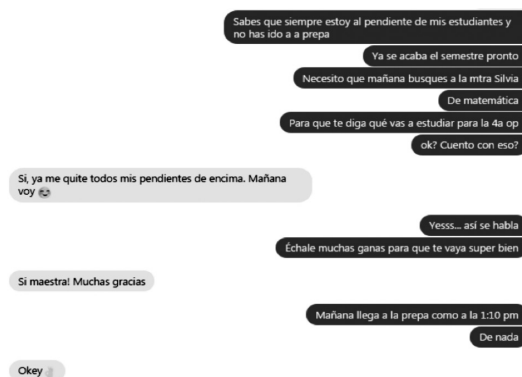 Sabes que siempre estoy al pendiente de mis estudiantes y
no has ido a a prepa
Ya se acaba el semestre pronto
Necesito que mañana busques a la mtra Silvia
De matemática
Para que te diga qué vas a estudiar para la 4a op
ok? Cuento con eso?
Si, ya me quite todos mis pendientes de encima. Mañana
voy
Yesss... así se habla
Échale muchas ganas para que te vaya super bien
Si maestra! Muchas gracias
Mañana llega a la prepa como a la 1:10 pm
De nada
Okey